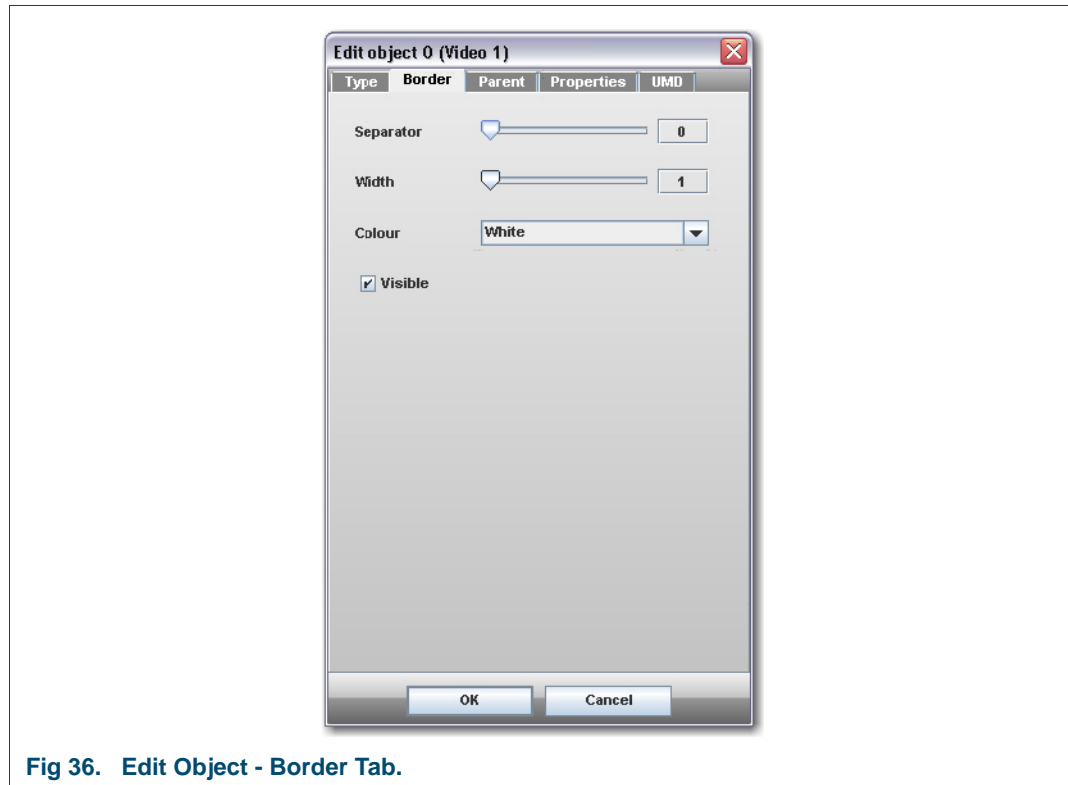 Edit object 0 (Video 1)
Type Border Parent Properties UMD
Separator 0
Width 1
Colour White
Visible
OK Cancel
Fig 36. Edit Object - Border Tab.